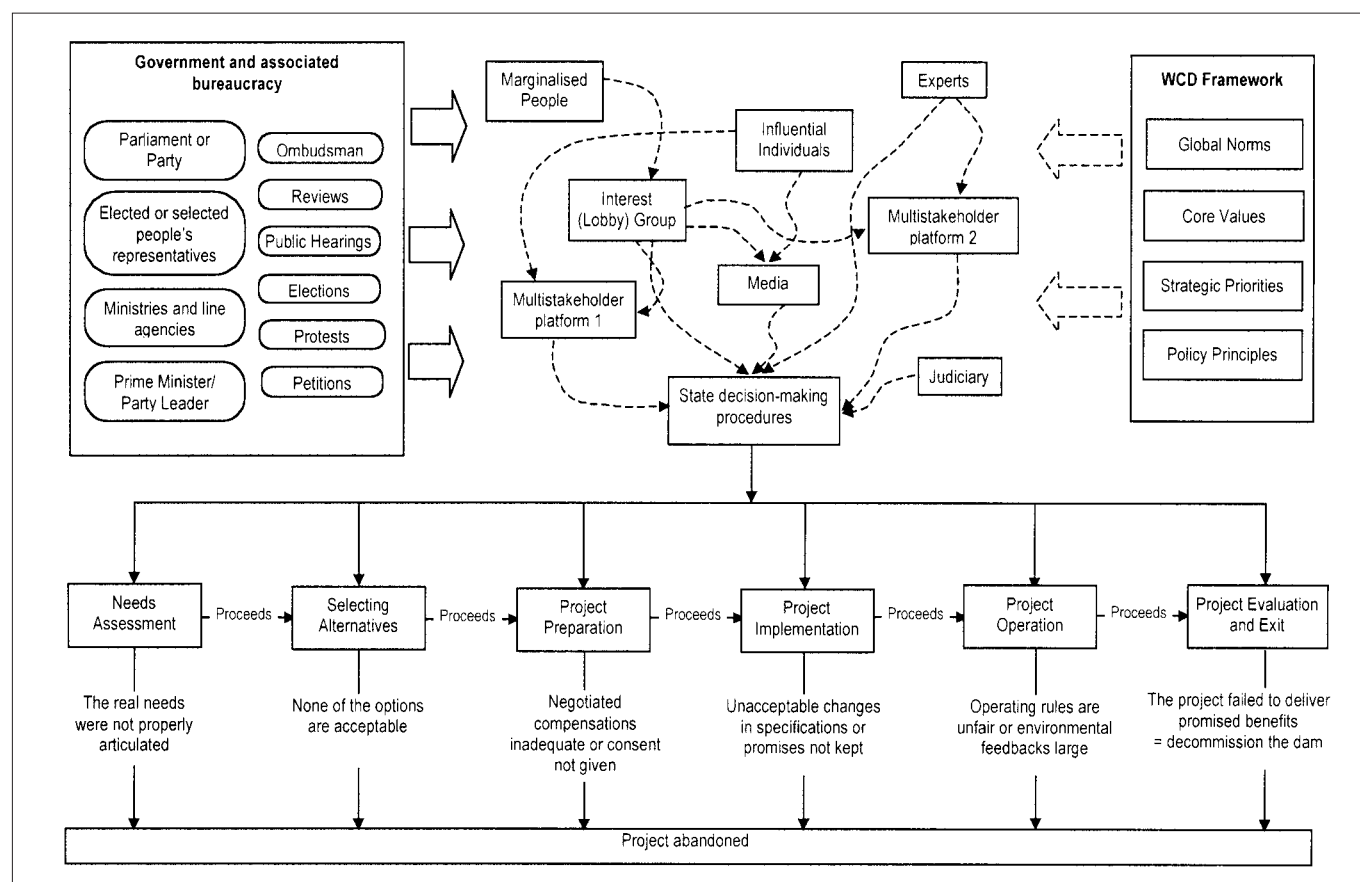 Government and associated
bureaucracy
Parliament or
Party
Elected or selected
people's
representatives
Ministries and line
agencies
Prime Minister/
Party Leader
Ombudsman
Reviews
Public Hearings
Elections
Protests
Petitions
Marginalised
People
Experts
Influential
Individuals
Interest
(Lobby) Group
Multistakeholder
platform 2
Media
Multistakeholder
platform 1
Judiciary
State decision-making
procedures
WCD Framework
Global Norms
Core Values
Strategic Priorities
Policy Principles
Needs
Assessment
Proceeds
Selecting
Alternatives
Proceeds
Project
Preparation
Proceeds
Project
Implementation
Proceeds
Project
Operation
Proceeds
Project Evaluation
and Exit
The real needs
were not properly
articulated
None of the options
are acceptable
Negotiated
compensations
inadequate or consent
not given
Unacceptable changes
in specifications or
promises not kept
Operating rules are
unfair or environmental
feedbacks large
The project failed to deliver
promised benefits
= decommission the dam
Project abandoned